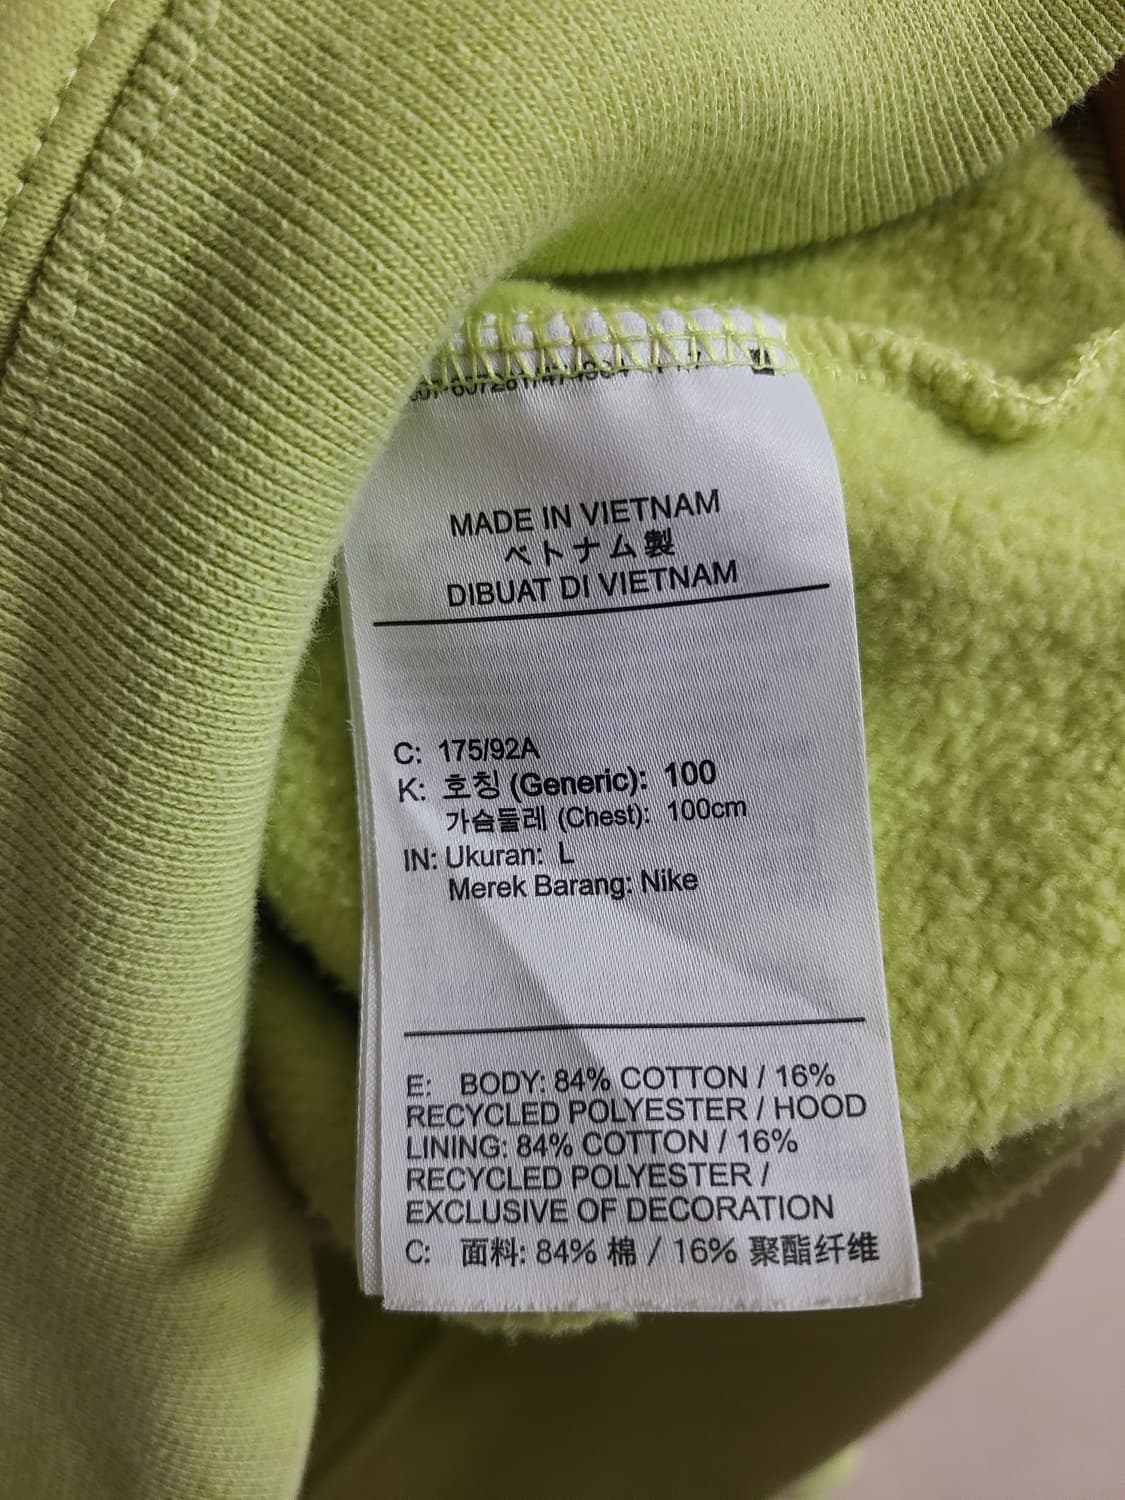 MADE IN VIETNAM
ベトナム製
DIBUAT DI VIETNAM
C: 175/92A
K: 호칭 (Generic): 100
가슴둘레 (Chest): 100cm
IN: Ukuran: L
Merek Barang: Nike
E: BODY: 84% COTTON / 16%
RECYCLED POLYESTER / HOOD
LINING: 84% COTTON / 16%
RECYCLED POLYESTER /
EXCLUSIVE OF DECORATION
C: 面料: 84% 棉 / 16% 聚酯纤维